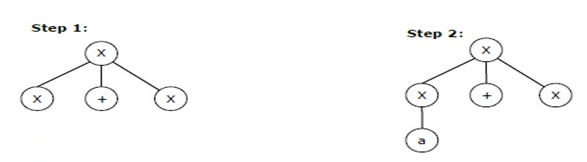 Step 1:
X
X + X
Step 2:
X
X + X
a